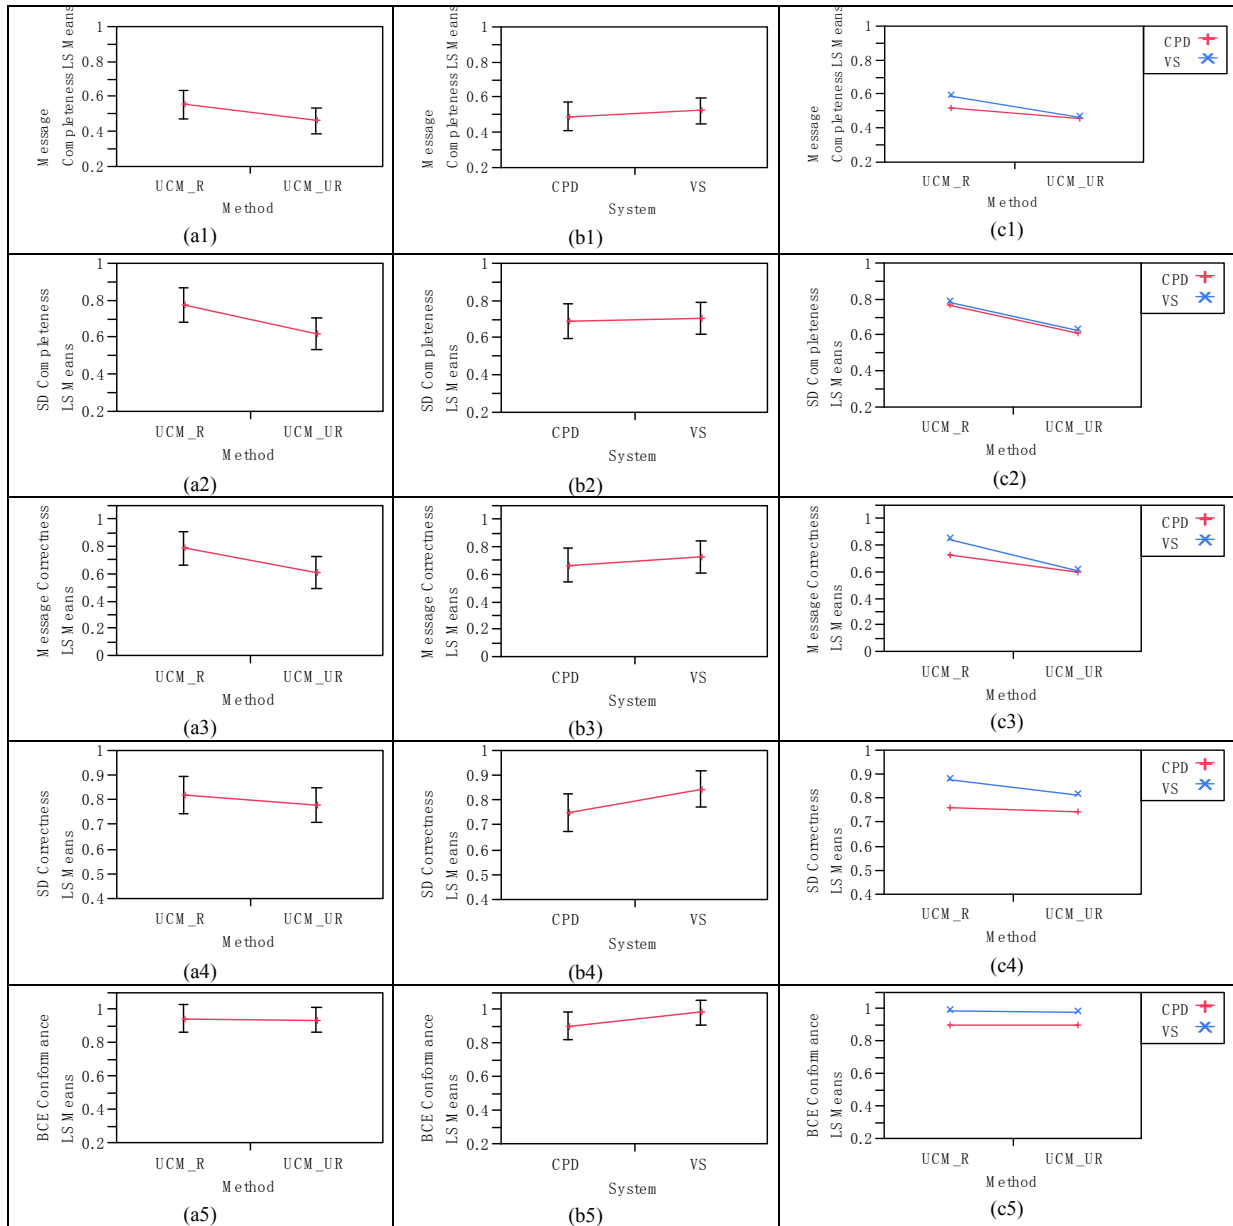 Message
Completeness LS Means
1
0.8
0.6
0.4
0.2
UCM_R
UCM_UR
Method
(a1)
Message
Completeness LS Means
1
0.8
0.6
0.4
0.2
CPD
VS
System
(b1)
Message
Completeness LS Means
1
0.8
0.6
0.4
0.2
UCM_R
UCM_UR
Method
CPD
VS
(c1)
SD Completeness
LS Means
1
0.8
0.6
0.4
0.2
UCM_R
UCM_UR
Method
(a2)
SD Completeness
LS Means
1
0.8
0.6
0.4
0.2
CPD
VS
System
(b2)
SD Completeness
LS Means
1
0.8
0.6
0.4
0.2
UCM_R
UCM_UR
Method
CPD
VS
(c2)
Message Correctness
LS Means
1
0.8
0.6
0.4
0.2
0
UCM_R
UCM_UR
Method
(a3)
Message Correctness
LS Means
1
0.8
0.6
0.4
0.2
0
CPD
VS
System
(b3)
Message Correctness
LS Means
1
0.8
0.6
0.4
0.2
0
UCM_R
UCM_UR
Method
CPD
VS
(c3)
SD Correctness
LS Means
1
0.9
0.8
0.7
0.6
0.5
0.4
UCM_R
UCM_UR
Method
(a4)
SD Correctness
LS Means
1
0.9
0.8
0.7
0.6
0.5
0.4
CPD
VS
System
(b4)
SD Correctness
LS Means
1
0.9
0.8
0.7
0.6
0.5
0.4
UCM_R
UCM_UR
Method
CPD
VS
(c4)
BCE Conformance
LS Means
1
0.8
0.6
0.4
0.2
UCM_R
UCM_UR
Method
(a5)
BCE Conformance
LS Means
1
0.8
0.6
0.4
0.2
CPD
VS
System
(b5)
BCE Conformance
LS Means
1
0.8
0.6
0.4
0.2
UCM_R
UCM_UR
Method
CPD
VS
(c5)